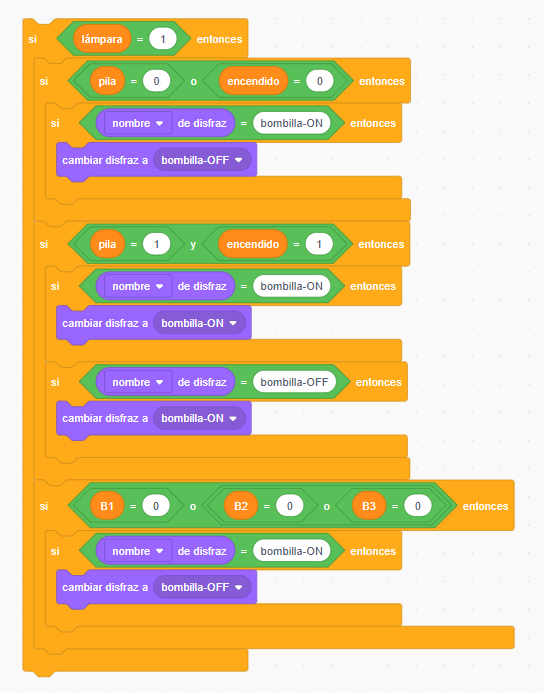 si lámpara = 1 entonces
si pila = 0 o encendido = 0 entonces
si nombre de disfraz = bombilla-ON entonces
cambiar disfraz a bombilla-OFF
si pila = 1 y encendido = 1 entonces
si nombre de disfraz = bombilla-ON entonces
cambiar disfraz a bombilla-ON
si nombre de disfraz = bombilla-OFF entonces
cambiar disfraz a bombilla-ON
si B1 = 0 o B2 = 0 o B3 = 0 entonces
si nombre de disfraz = bombilla-ON entonces
cambiar disfraz a bombilla-OFF